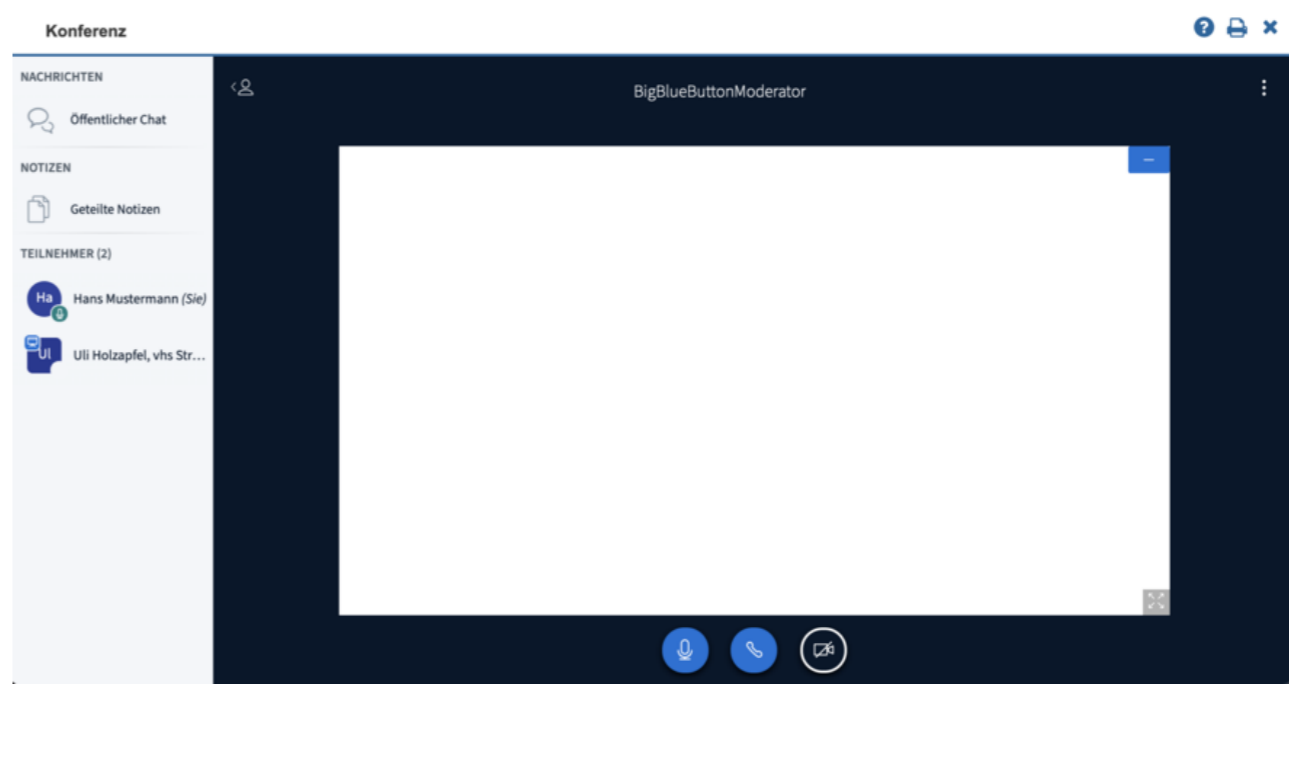 Konferenz
NACHRICHTEN
Öffentlicher Chat
NOTIZEN
Geteilte Notizen
TEILNEHMER (2)
Ha
Hans Mustermann (Sie)
Ul
Uli Holzapfel, vhs Str...
BigBlueButtonModerator